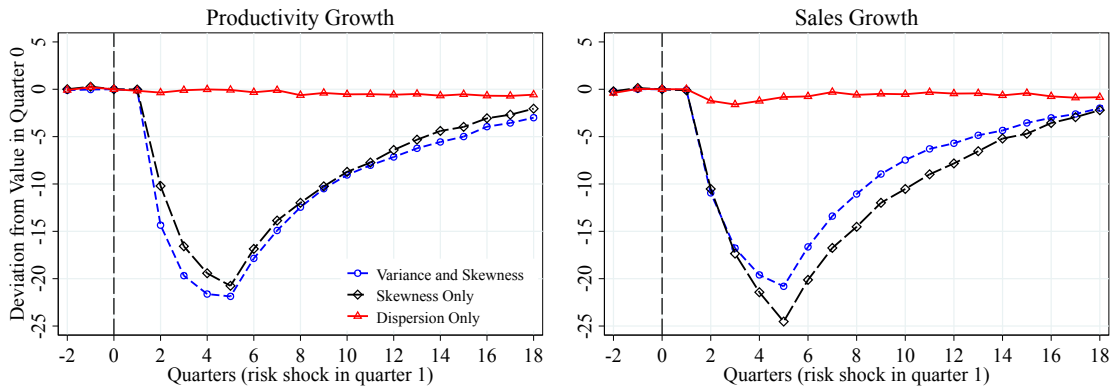 Productivity Growth
Deviation from Value in Quarter 0
5
0
-5
-10
-15
-20
-25
Variance and Skewness
Skewness Only
Dispersion Only
-2 0 2 4 6 8 10 12 14 16 18
Quarters (risk shock in quarter 1)
Sales Growth
5
0
-5
-10
-15
-20
-25
-2 0 2 4 6 8 10 12 14 16 18
Quarters (risk shock in quarter 1)